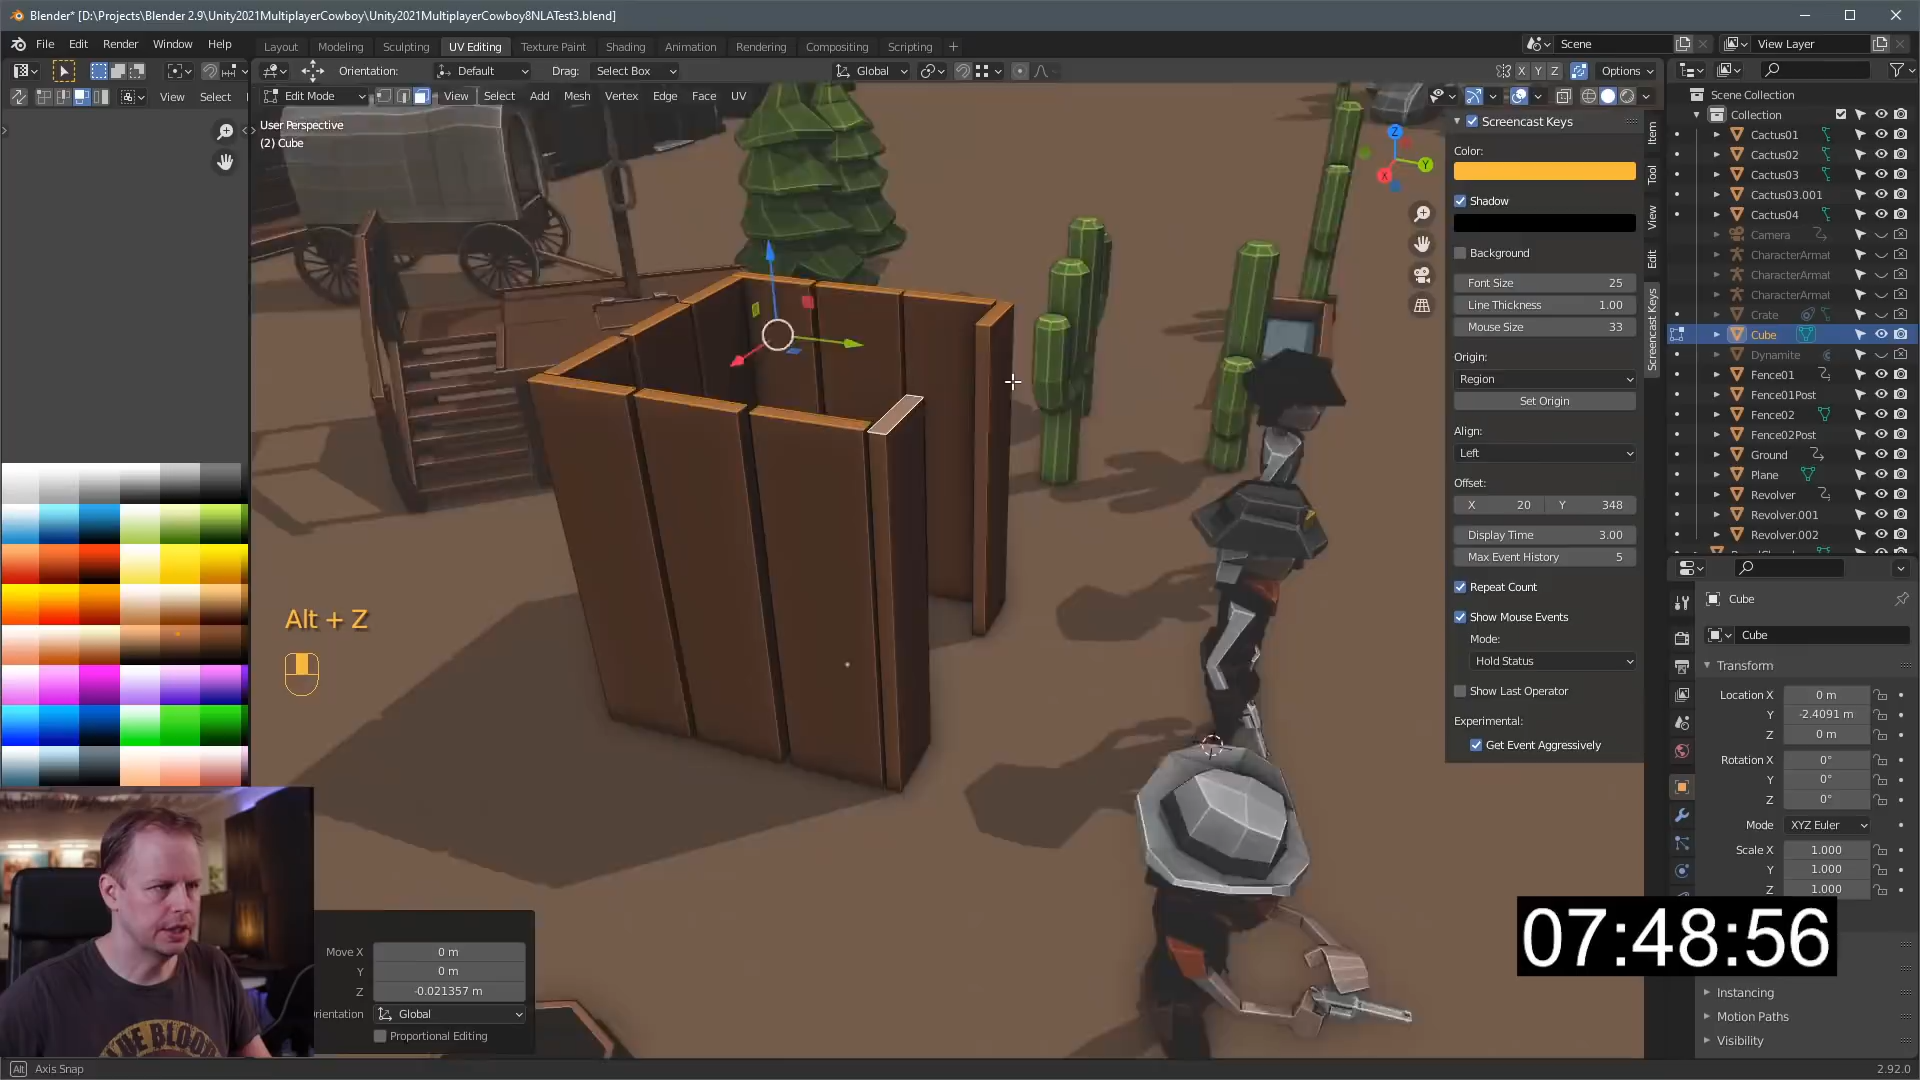 Blender* [D:\Projects\Blender 2.9\Unity2021MultiplayerCowboy\Unity2021MultiplayerCowboy8NLATest3.blend]
File Edit Render Window Help
Layout Modeling Sculpting UV Editing Texture Paint Shading Animation Rendering Compositing Scripting +
Scene
View Layer
View Select
Orientation: Default Drag: Select Box
Global
X Y Z Options
Edit Mode View Select Add Mesh Vertex Edge Face UV
User Perspective
(2) Cube
Alt + Z
Screencast Keys
Color:
Shadow
Background
Font Size 25
Line Thickness 1.00
Mouse Size 33
Origin:
Region
Set Origin
Align:
Left
Offset:
X 20 Y 348
Display Time 3.00
Max Event History 5
Repeat Count
Show Mouse Events
Mode:
Hold Status
Show Last Operator
Experimental:
Get Event Aggressively
Item
Tool
View
Edit
Screencast Keys
Z
Y
X
Scene Collection
Collection
Cactus01
Cactus02
Cactus03
Cactus03.001
Cactus04
Camera
CharacterArmat
CharacterArmat
CharacterArmat
Crate
Cube
Dynamite
Fence01
Fence01Post
Fence02
Fence02Post
Ground
Plane
Revolver
Revolver.001
Revolver.002
Cube
Cube
Transform
Location X 0 m
Y -2.4091 m
Z 0 m
Rotation X 0°
Y 0°
Z 0°
Mode XYZ Euler
Scale X 1.000
Y 1.000
Z 1.000
07:48:56
Instancing
Motion Paths
Visibility
Move X 0 m
Y 0 m
Z -0.021357 m
rientation Global
Proportional Editing
Alt Axis Snap
2.92.0